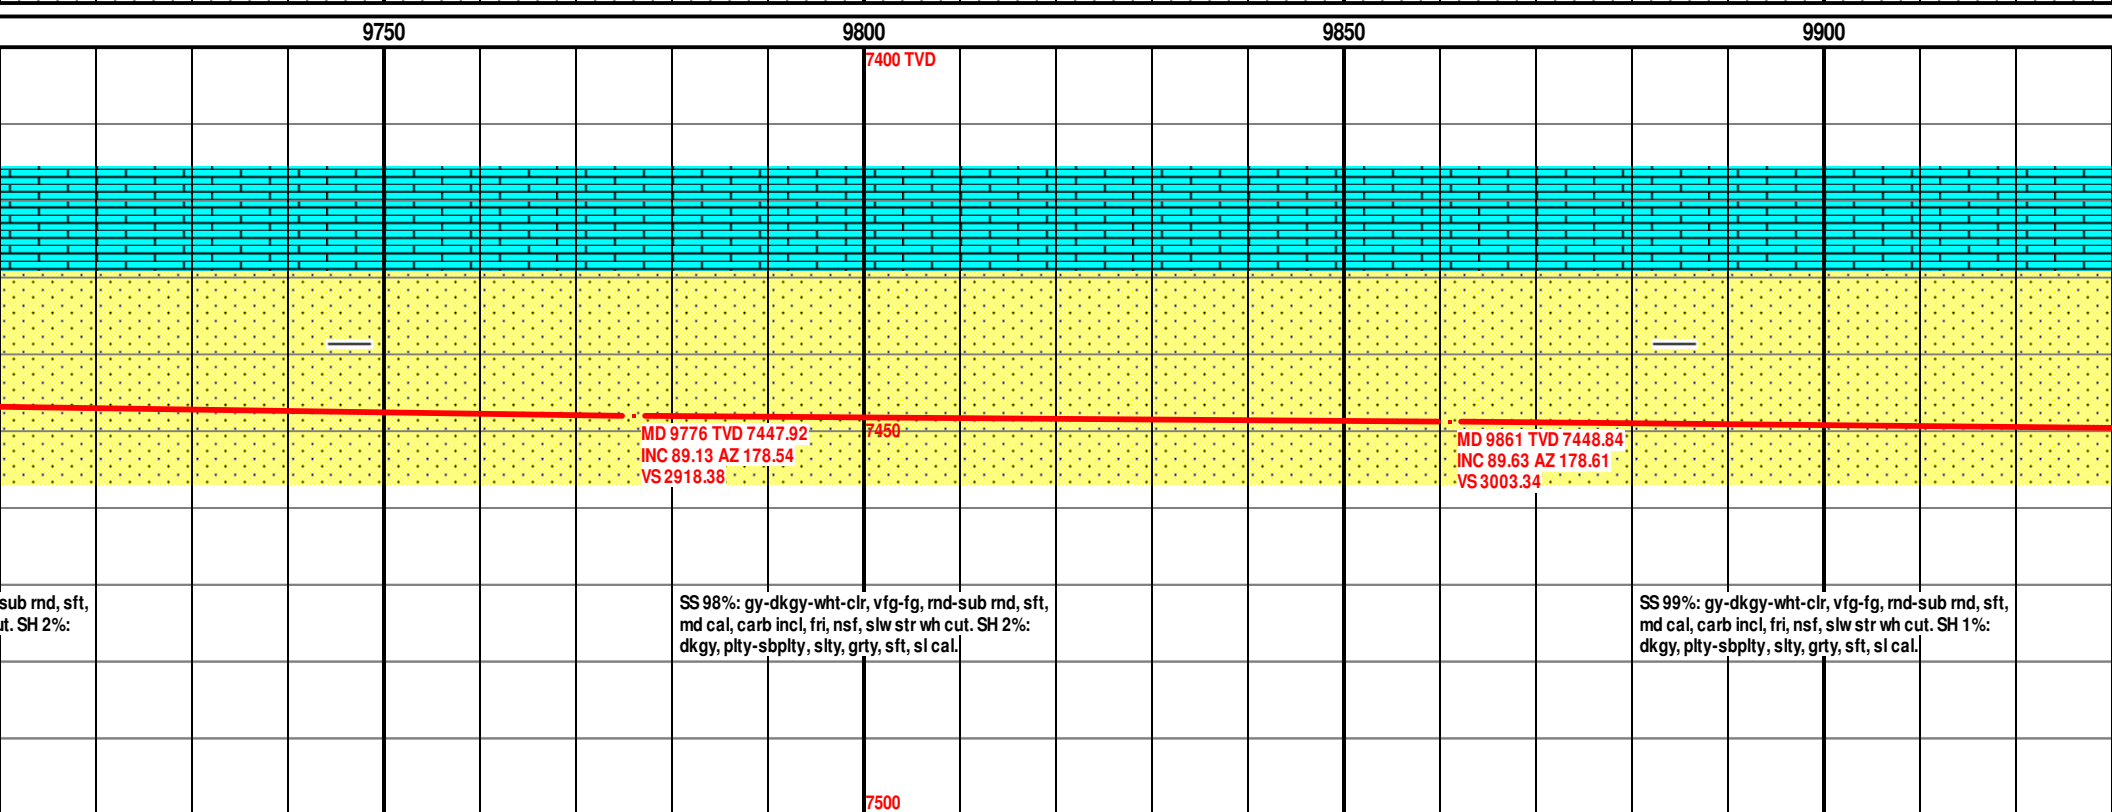 9750 9800 9850 9900
7400 TVD
7450
MD 9776 TVD 7447.92
INC 89.13 AZ 178.54
VS 2918.38
MD 9861 TVD 7448.84
INC 89.63 AZ 178.61
VS 3003.34
sub rnd, sft,
ut. SH 2%:
SS 98%: gy-dkgy-wht-clr, vfg-fg, rnd-sub rnd, sft,
md cal, carb incl, fri, nsf, slw str wh cut. SH 2%:
dkgy, plty-sbplty, slty, grty, sft, sl cal.
SS 99%: gy-dkgy-wht-clr, vfg-fg, rnd-sub rnd, sft,
md cal, carb incl, fri, nsf, slw str wh cut. SH 1%:
dkgy, plty-sbplty, slty, grty, sft, sl cal.
7500